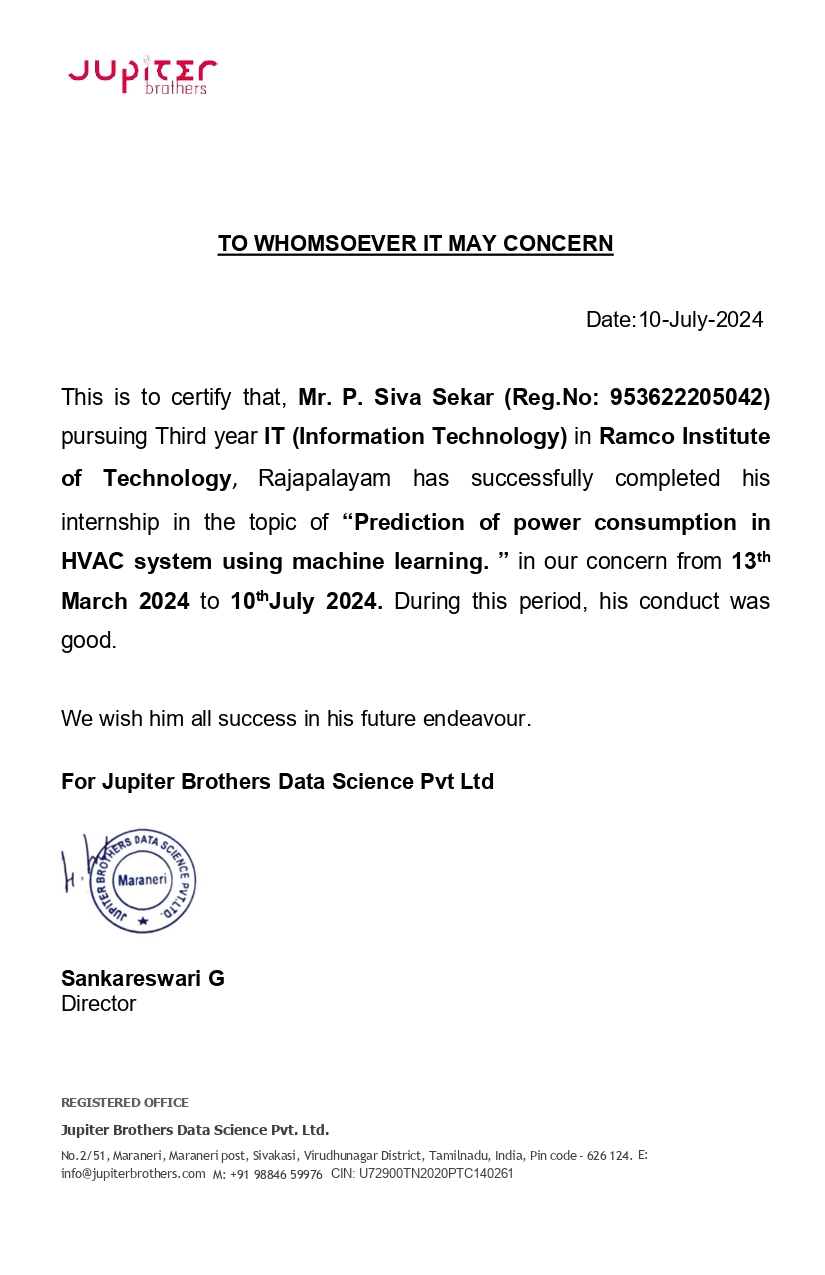 Jupiter
brothers
TO WHOMSOEVER IT MAY CONCERN
Date:10-July-2024
This is to certify that, Mr. P. Siva Sekar (Reg.No: 953622205042)
pursuing Third year IT (Information Technology) in Ramco Institute
of Technology, Rajapalayam has successfully completed his
internship in the topic of “Prediction of power consumption in
HVAC system using machine learning. ” in our concern from 13th
March 2024 to 10thJuly 2024. During this period, his conduct was
good.
We wish him all success in his future endeavour.
For Jupiter Brothers Data Science Pvt Ltd
JUPITER BROTHERS DATA SCIENCE PVT.LTD.
Maraneri
Sankareswari G
Director
REGISTERED OFFICE
Jupiter Brothers Data Science Pvt. Ltd.
No.2/51, Maraneri, Maraneri post, Sivakasi, Virudhunagar District, Tamilnadu, India, Pin code - 626 124. E:
info@jupiterbrothers.com M: +91 98846 59976 CIN: U72900TN2020PTC140261